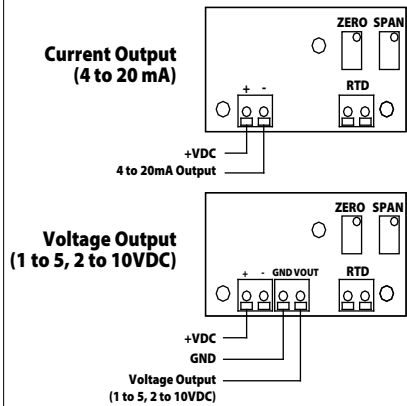 ZERO SPAN
Current Output
(4 to 20 mA)
+ -
RTD
+VDC
4 to 20mA Output
ZERO SPAN
Voltage Output
(1 to 5, 2 to 10VDC)
+ - GND VOUT
RTD
+VDC
GND
Voltage Output
(1 to 5, 2 to 10VDC)